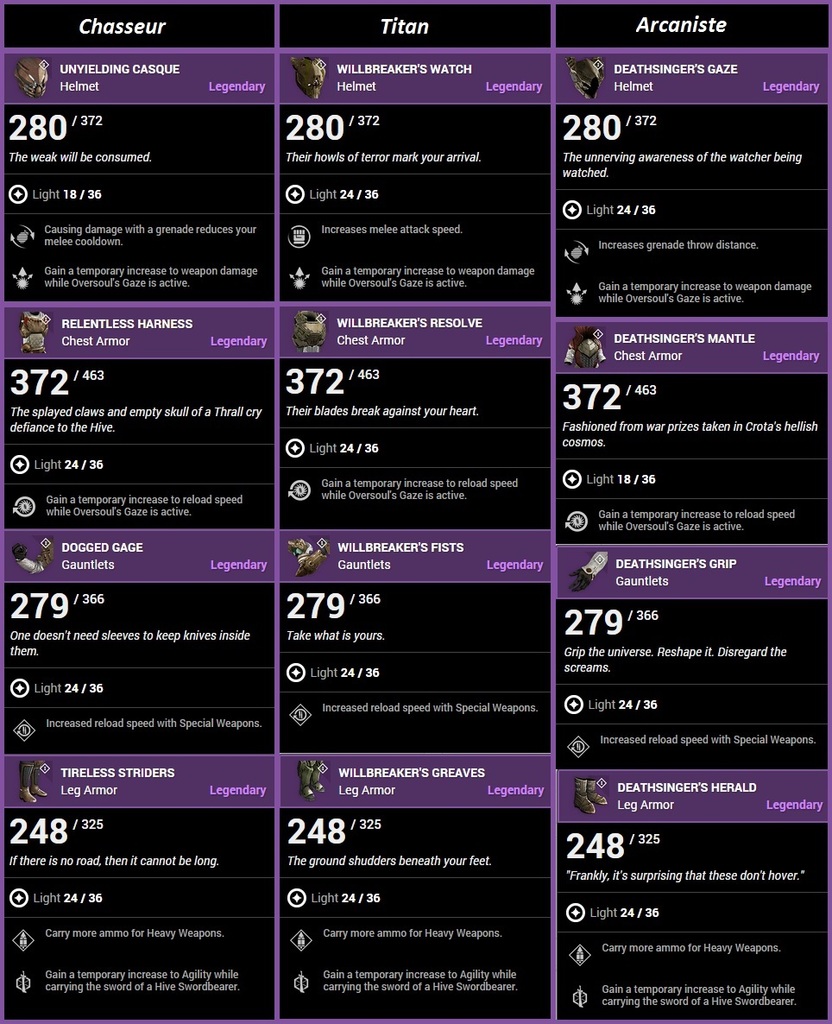 Chasseur
UNYIELDING CASQUE
Helmet Legendary
280 / 372
The weak will be consumed.
Light 18 / 36
Causing damage with a grenade reduces your
melee cooldown.
Gain a temporary increase to weapon damage
while Oversoul's Gaze is active.
RELENTLESS HARNESS
Chest Armor Legendary
372 / 463
The splayed claws and empty skull of a Thrall cry
defiance to the Hive.
Light 24 / 36
Gain a temporary increase to reload speed
while Oversoul's Gaze is active.
DOGGED GAGE
Gauntlets Legendary
279 / 366
One doesn't need sleeves to keep knives inside
them.
Light 24 / 36
Increased reload speed with Special Weapons.
TIRELESS STRIDERS
Leg Armor Legendary
248 / 325
If there is no road, then it cannot be long.
Light 24 / 36
Carry more ammo for Heavy Weapons.
Gain a temporary increase to Agility while
carrying the sword of a Hive Swordbearer.
Titan
WILLBREAKER'S WATCH
Helmet Legendary
280 / 372
Their howls of terror mark your arrival.
Light 24 / 36
Increases melee attack speed.
Gain a temporary increase to weapon damage
while Oversoul's Gaze is active.
WILLBREAKER'S RESOLVE
Chest Armor Legendary
372 / 463
Their blades break against your heart.
Light 24 / 36
Gain a temporary increase to reload speed
while Oversoul's Gaze is active.
WILLBREAKER'S FISTS
Gauntlets Legendary
279 / 366
Take what is yours.
Light 24 / 36
Increased reload speed with Special Weapons.
WILLBREAKER'S GREAVES
Leg Armor Legendary
248 / 325
The ground shudders beneath your feet.
Light 24 / 36
Carry more ammo for Heavy Weapons.
Gain a temporary increase to Agility while
carrying the sword of a Hive Swordbearer.
Arcaniste
DEATHSINGER'S GAZE
Helmet Legendary
280 / 372
The unnerving awareness of the watcher being
watched.
Light 24 / 36
Increases grenade throw distance.
Gain a temporary increase to weapon damage
while Oversoul's Gaze is active.
DEATHSINGER'S MANTLE
Chest Armor Legendary
372 / 463
Fashioned from war prizes taken in Crota's hellish
cosmos.
Light 18 / 36
Gain a temporary increase to reload speed
while Oversoul's Gaze is active.
DEATHSINGER'S GRIP
Gauntlets Legendary
279 / 366
Grip the universe. Reshape it. Disregard the
screams.
Light 24 / 36
Increased reload speed with Special Weapons.
DEATHSINGER'S HERALD
Leg Armor Legendary
248 / 325
"Frankly, it's surprising that these don't hover."
Light 24 / 36
Carry more ammo for Heavy Weapons.
Gain a temporary increase to Agility while
carrying the sword of a Hive Swordbearer.